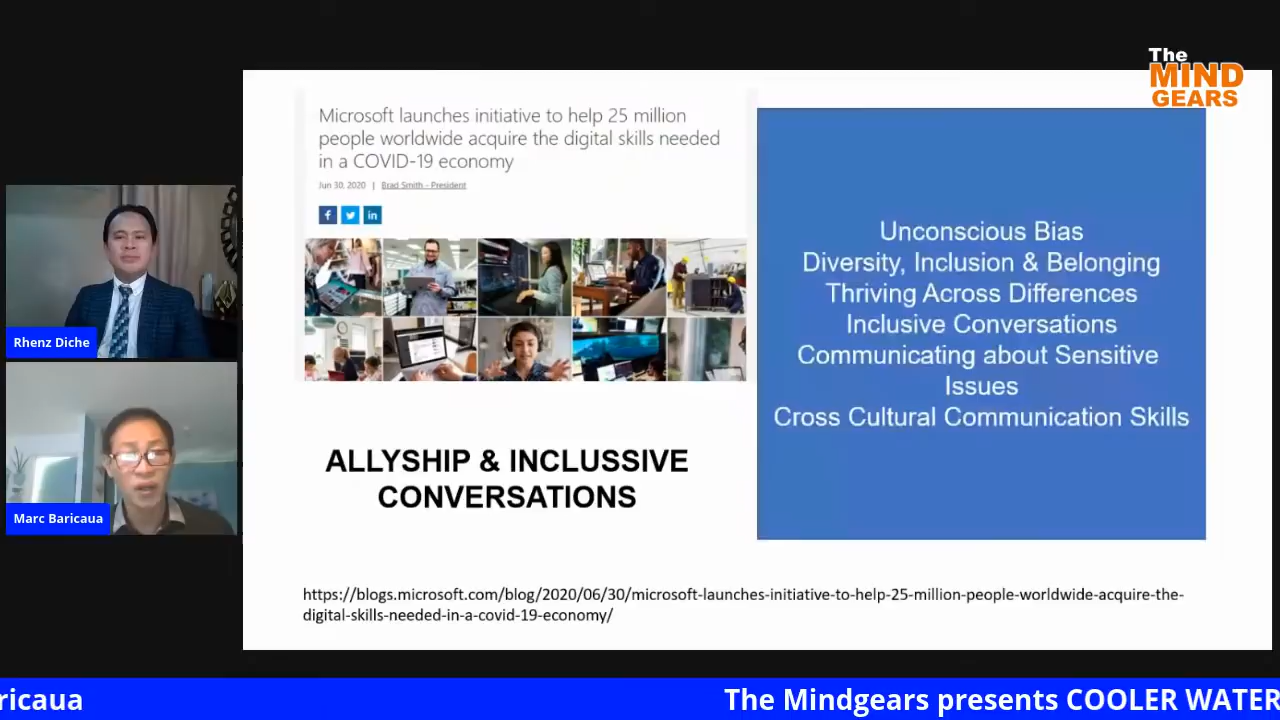 The
MIND
GEARS
Microsoft launches initiative to help 25 million
people worldwide acquire the digital skills needed
in a COVID-19 economy
Jun 30, 2020 | Brad Smith - President
Unconscious Bias
Diversity, Inclusion & Belonging
Thriving Across Differences
Inclusive Conversations
Communicating about Sensitive
Issues
Cross Cultural Communication Skills
ALLYSHIP & INCLUSSIVE
CONVERSATIONS
https://blogs.microsoft.com/blog/2020/06/30/microsoft-launches-initiative-to-help-25-million-people-worldwide-acquire-the-
digital-skills-needed-in-a-covid-19-economy/
Rhenz Diche
Marc Baricaua
ricaua
The Mindgears presents COOLER WATER